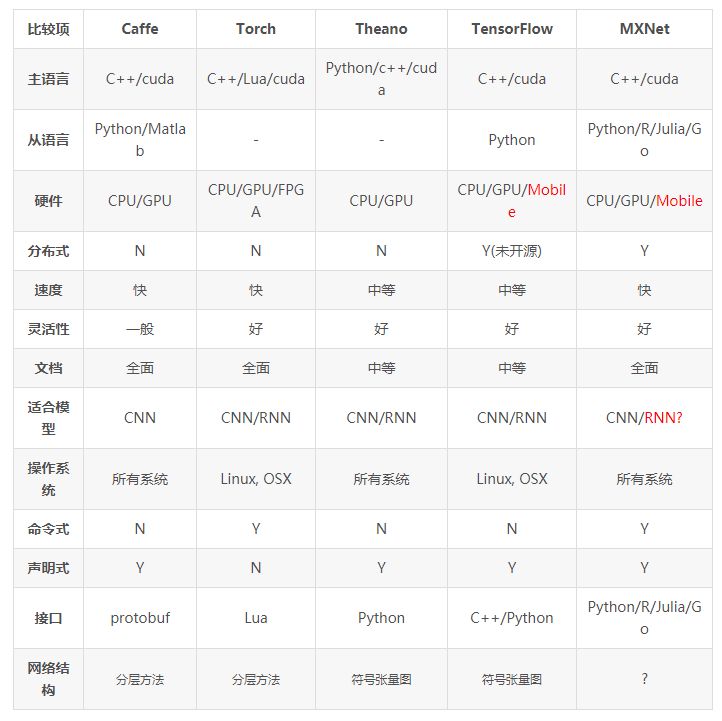 比较项 Caffe Torch Theano TensorFlow MXNet
主语言 C++/cuda C++/Lua/cuda Python/c++/cud
a C++/cuda C++/cuda
从语言 Python/Matla
b - - Python Python/R/Julia/G
o
硬件 CPU/GPU CPU/GPU/FPG
A CPU/GPU CPU/GPU/Mobil
e CPU/GPU/Mobile
分布式 N N N Y(未开源) Y
速度 快 快 中等 中等 快
灵活性 一般 好 好 好 好
文档 全面 全面 中等 中等 全面
适合模
型 CNN CNN/RNN CNN/RNN CNN/RNN CNN/RNN?
操作系
统 所有系统 Linux, OSX 所有系统 Linux, OSX 所有系统
命令式 N Y N N Y
声明式 Y N Y Y Y
接口 protobuf Lua Python C++/Python Python/R/Julia/G
o
网络结
构 分层方法 分层方法 符号张量图 符号张量图 ?